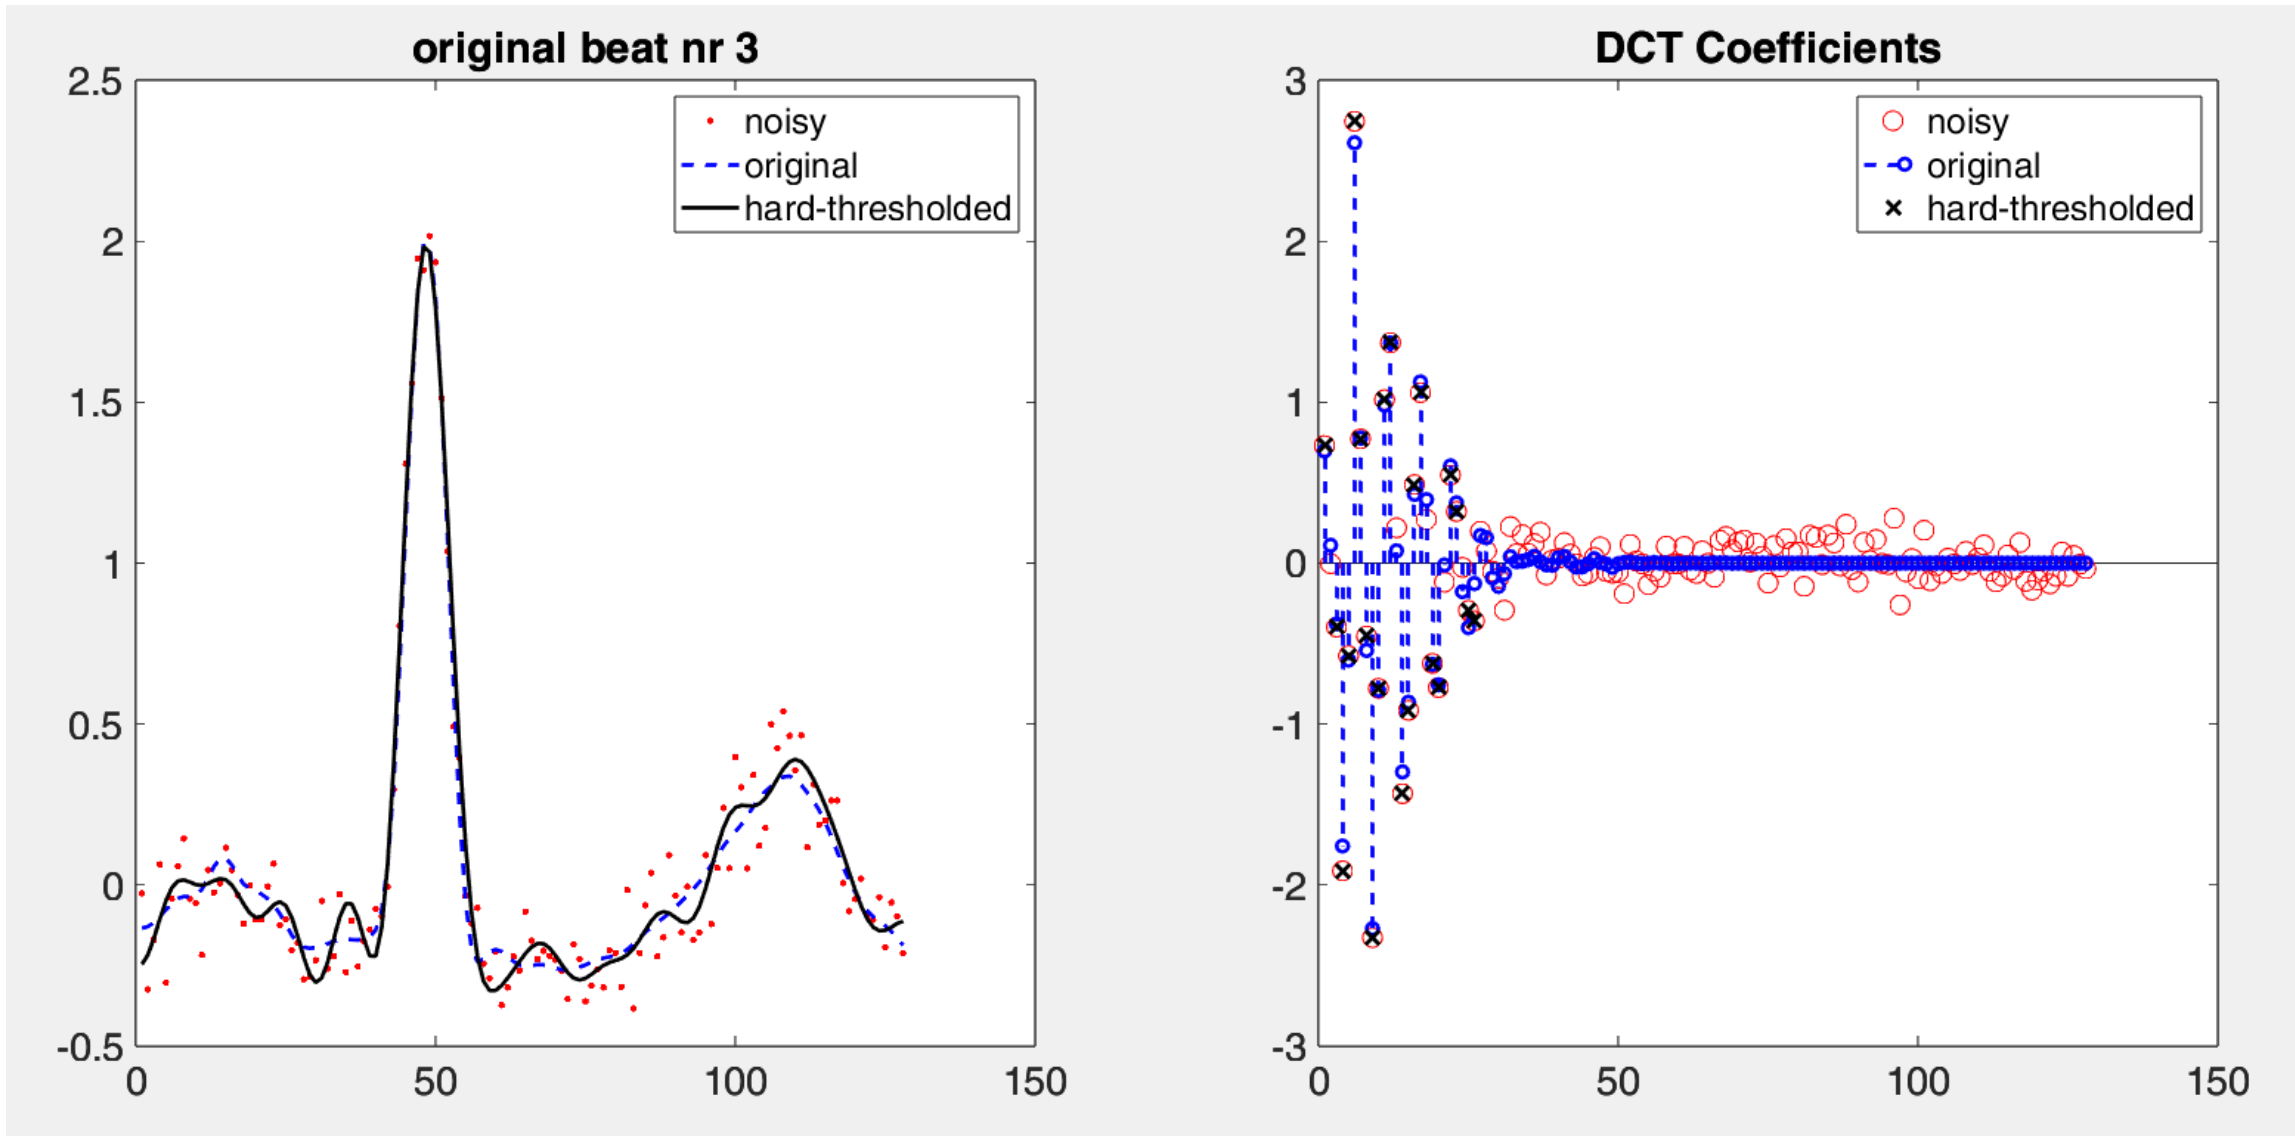 original beat nr 3
2.5
2
1.5
1
0.5
0
-0.5
0
50
100
150
noisy
original
hard-thresholded
DCT Coefficients
3
2
1
0
-1
-2
-3
0
50
100
150
noisy
original
hard-thresholded